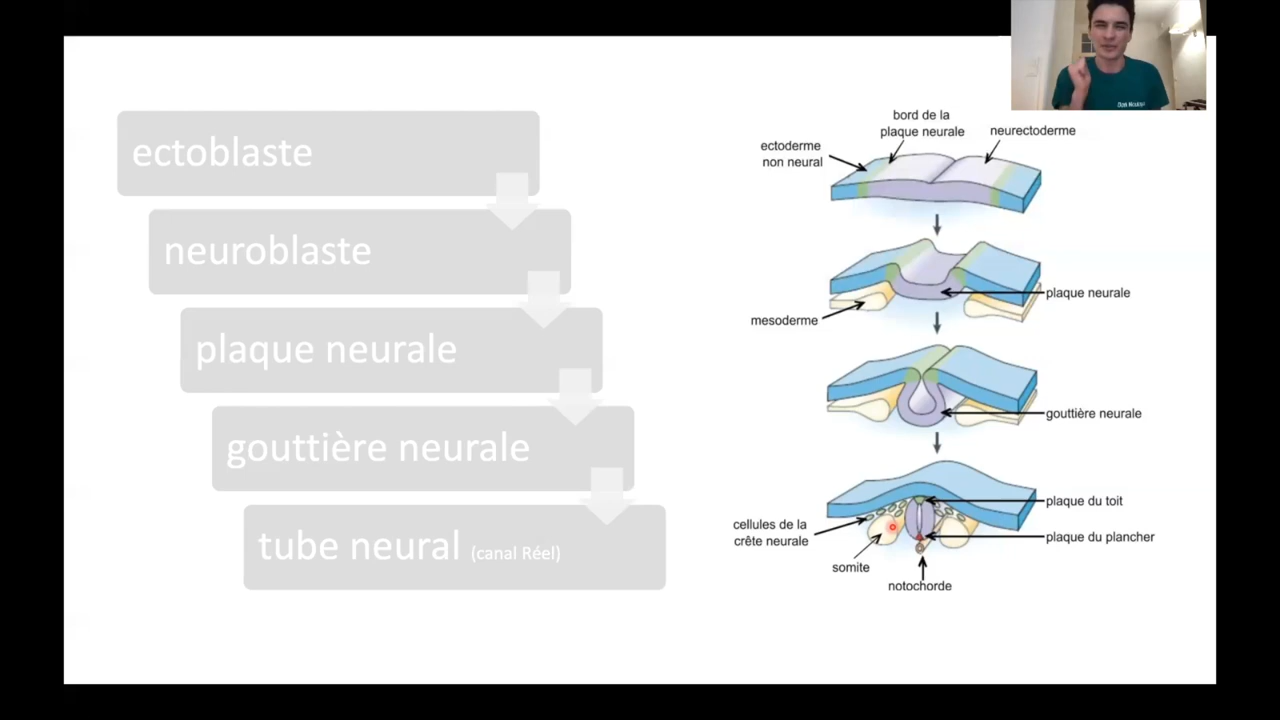 ectoblaste
neuroblaste
plaque neurale
gouttière neurale
tube neural (canal Réel)
bord de la
plaque neurale
neurectoderme
ectoderme
non neural
plaque neurale
mesoderme
gouttière neurale
plaque du toit
cellules de la
crête neurale
plaque du plancher
somite
notochorde